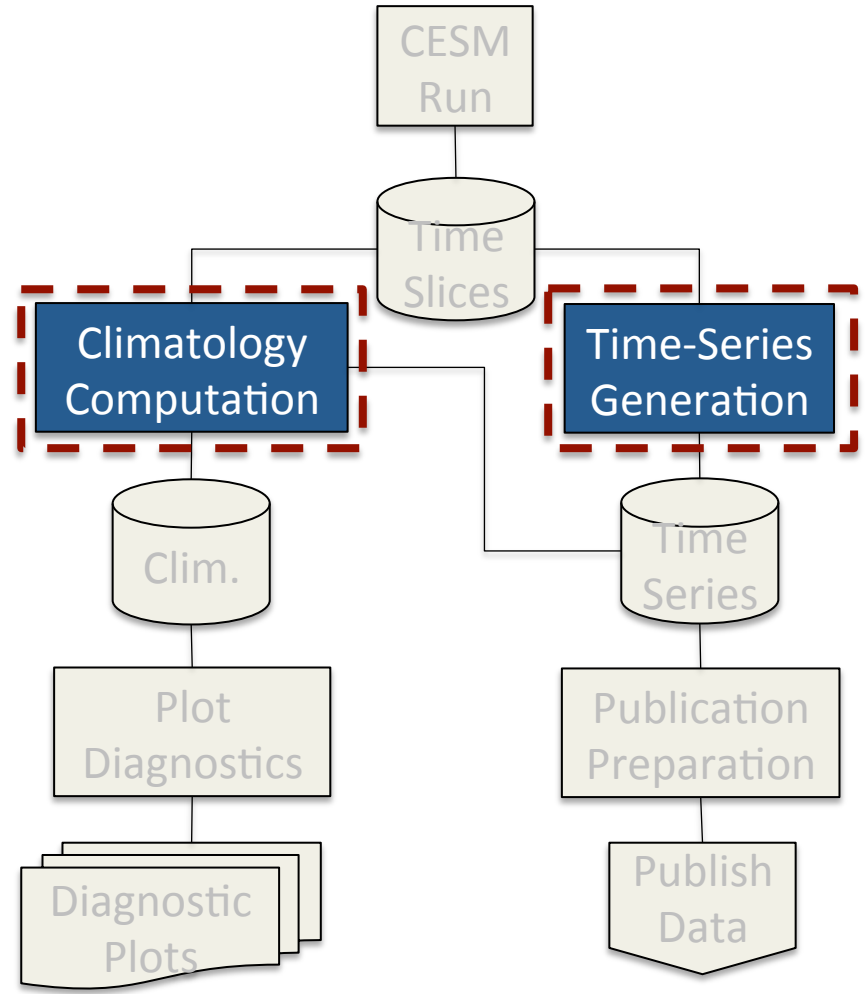 CESM
Run
Time
Slices
Climatology
Computation
Time-Series
Generation
Clim.
Time
Series
Plot
Diagnostics
Publication
Preparation
Diagnostic
Plots
Publish
Data